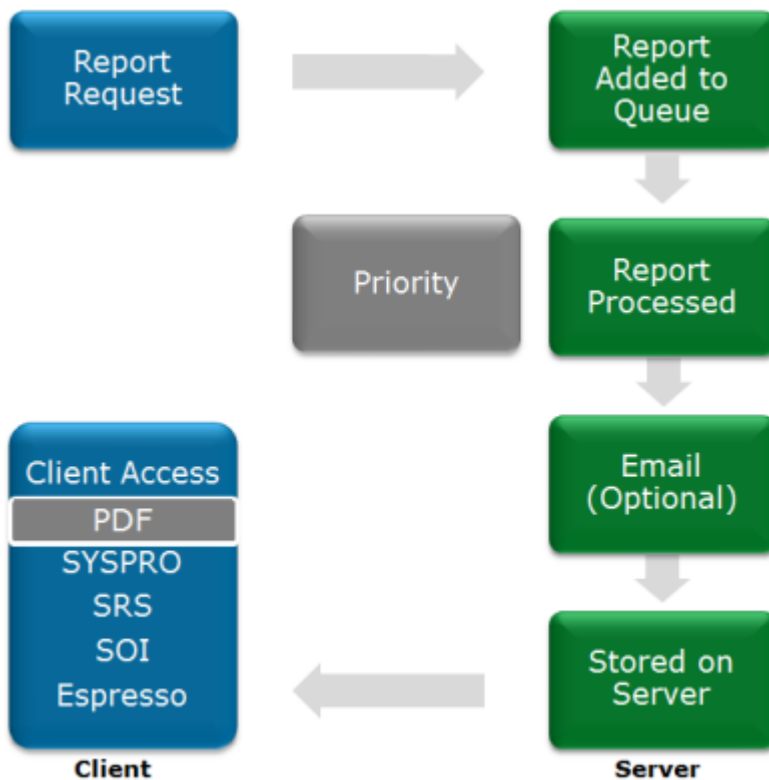 Report
Request
Report
Added to
Queue
Priority
Report
Processed
Client Access
PDF
SYSPRO
SRS
SOI
Espresso
Email
(Optional)
Stored on
Server
Client
Server